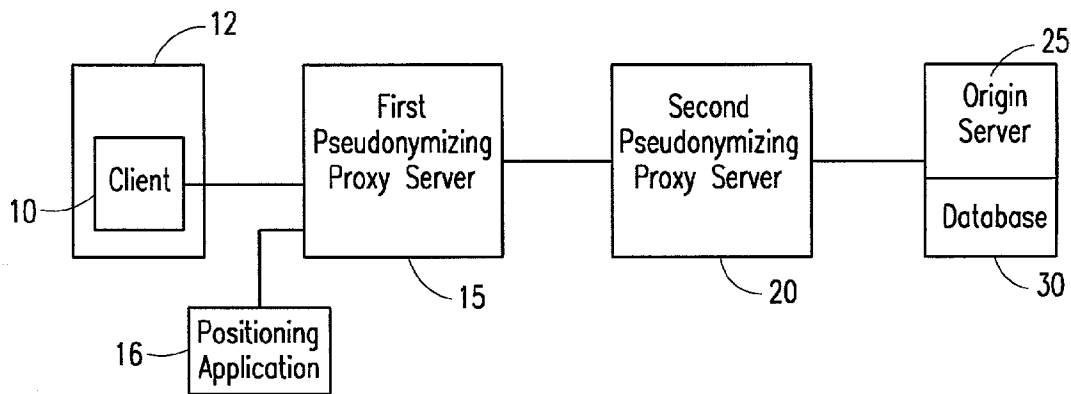 12
25
First
Pseudonymizing
Proxy Server
Second
Pseudonymizing
Proxy Server
Origin
Server
Client
10
Database
15
20
30
16
Positioning
Application